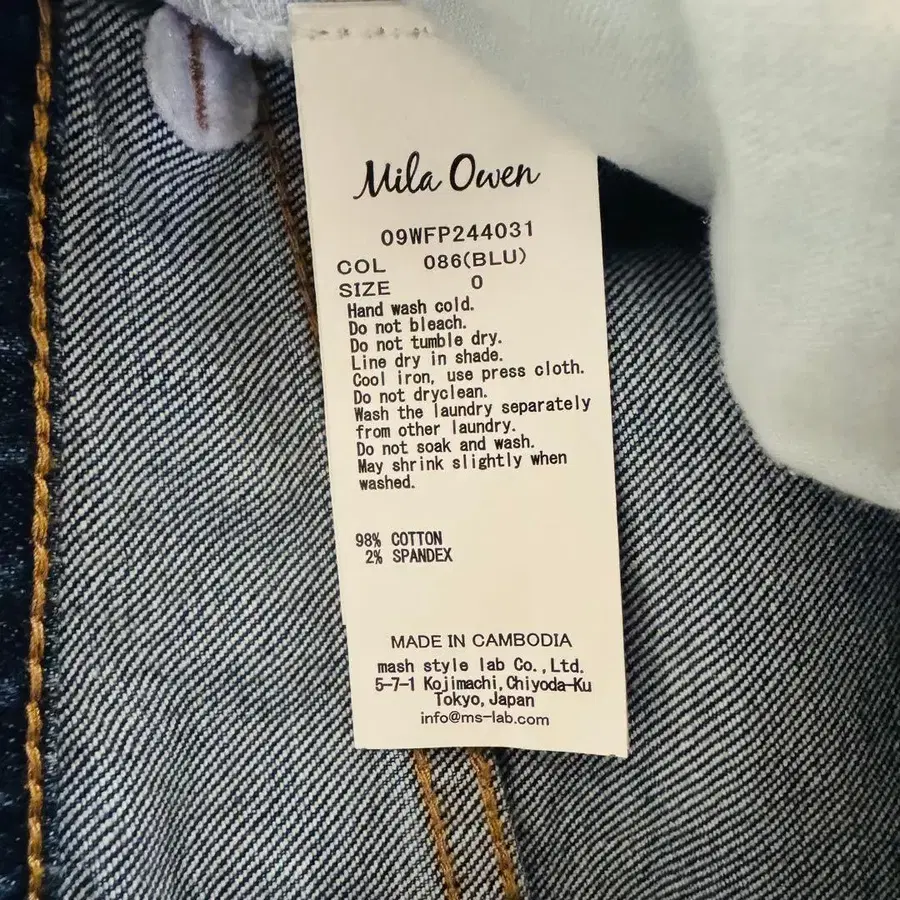 Mila Owen
09WFP244031
COL 086(BLU)
SIZE 0
Hand wash cold.
Do not bleach.
Do not tumble dry.
Line dry in shade.
Cool iron, use press cloth.
Do not dryclean.
Wash the laundry separately
from other laundry.
Do not soak and wash.
May shrink slightly when
washed.
98% COTTON
2% SPANDEX
MADE IN CAMBODIA
mash style lab Co.,Ltd.
5-7-1 Kojimachi,Chiyoda-Ku
Tokyo,Japan
info@ms-lab.com